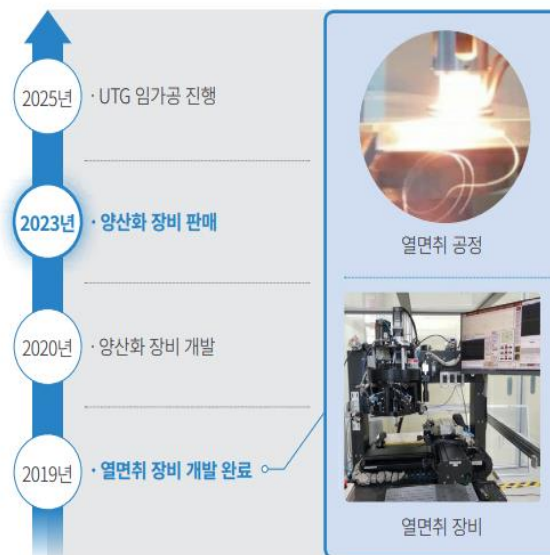 2025년 · UTG 임가공 진행
2023년 · 양산화 장비 판매
2020년 · 양산화 장비 개발
2019년 · 열면취 장비 개발 완료
열면취 공정
열면취 장비